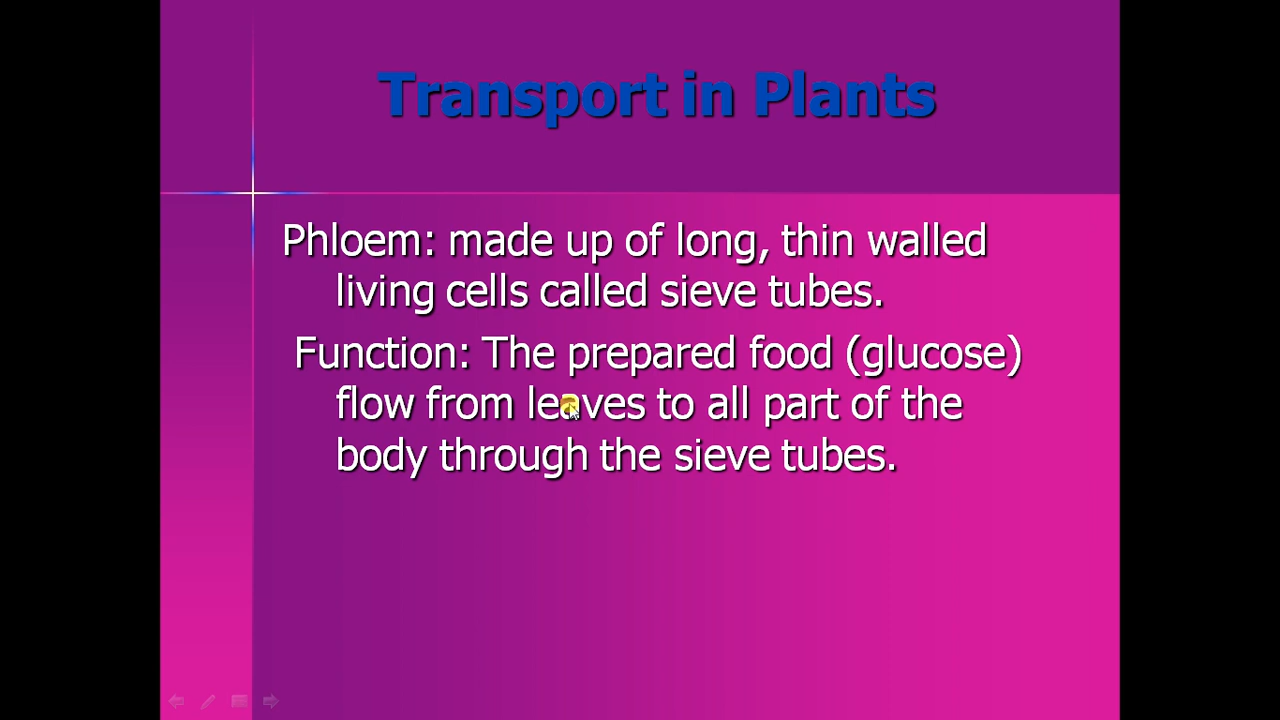 Transport in Plants
Phloem: made up of long, thin walled
living cells called sieve tubes.
Function: The prepared food (glucose)
flow from leaves to all part of the
body through the sieve tubes.